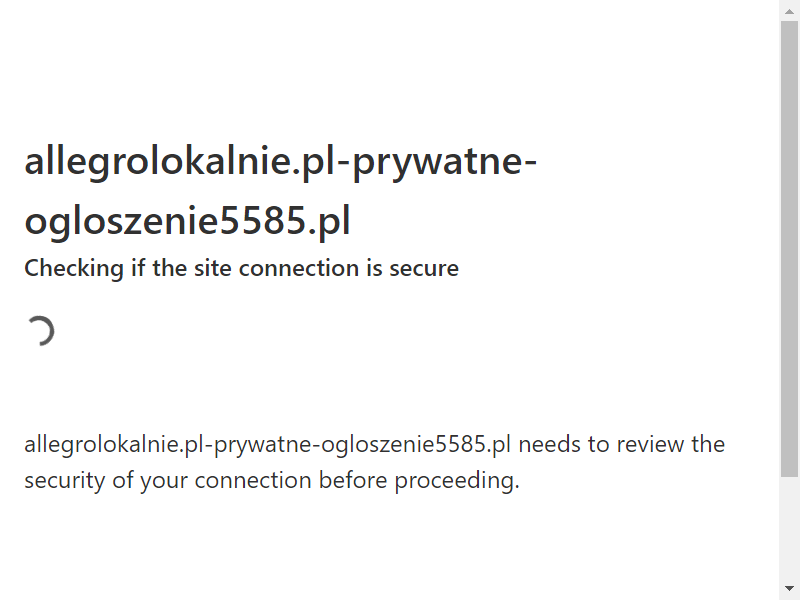 allegrolokalnie.pl-prywatne-
ogloszenie5585.pl
Checking if the site connection is secure
allegrolokalnie.pl-prywatne-ogloszenie5585.pl needs to review the
security of your connection before proceeding.